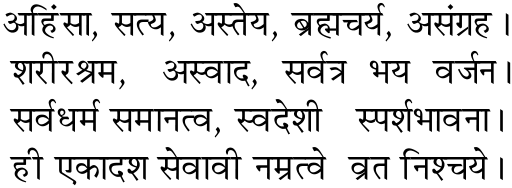 अहिंसा, सत्य, अस्तेय, ब्रह्मचर्य, असंग्रह ।
शरीरश्रम, अस्वाद, सर्वत्र भय वर्जन।
सर्वधर्म समानत्व, स्वदेशी स्पर्शभावना।
ही एकादश सेवावी नम्रत्वे व्रत निश्चये।